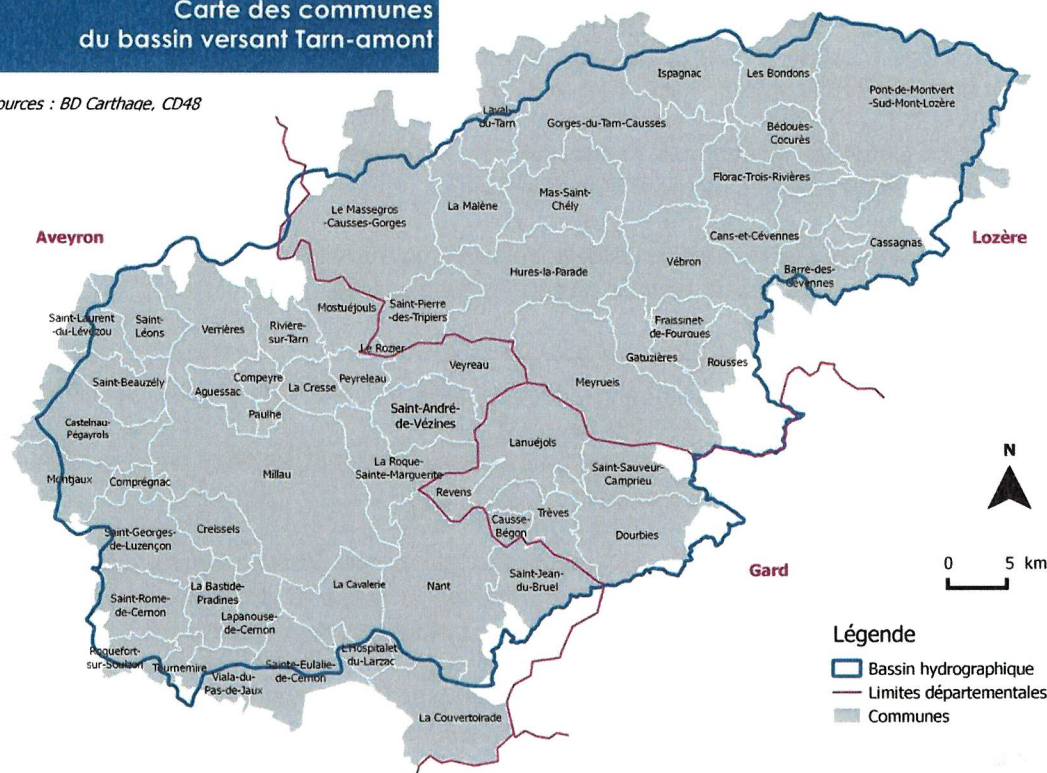 Carte des communes
du bassin versant Tarn-amont
ources : BD Carthage, CD48
Ispagnac
Les Bondons
Pont-de-Montvert
-Sud-Mont-Lozère
Laval-
du-Tarn
Gorges-du-Tarn-Causses
Bédouès-
Cocurès
Florac-Trois-Rivières
Le Massegros
-Causses-Gorges
La Malène
Mas-Saint-
Chély
Aveyron
Lozère
Cans-et-Cévennes
Cassagnas
Hures-la-Parade
Vébron
Barre-des-
Cévennes
Saint-Laurent
-du-Lévézou
Saint-
Léons
Verrières
Rivière-
sur-Tarn
Mostuéjouls
Saint-Pierre
-des-Tripiers
Fraissinet-
de-Fourques
Le Rozier
Gatuzières
Rousses
Saint-Beauzély
Aguessac
Compeyre
La Cresse
Peyreleau
Veyreau
Meyrueis
Paulhe
Saint-André-
de-Vézines
Castelnau-
Pégayrols
Lanuéjols
Montjaux
Comprégnac
Millau
La Roque-
Sainte-Marguerite
Saint-Sauveur-
Camprieu
Revens
Trèves
Causse-
Bégon
Dourbies
Saint-Georges-
de-Luzençon
Creissels
Saint-Rome-
de-Cernon
La Bastide-
Pradines
Lapanouse-
de-Cernon
La Cavalerie
Nant
Saint-Jean-
du-Bruel
Gard
Roquefort-
sur-Soulzon
Tournemire
Viala-du-
Pas-de-Jaux
Sainte-Eulalie-
de-Cernon
L'Hospitalet
du-Larzac
La Couvertoirade
N
0 5 km
Légende
Bassin hydrographique
Limites départementales
Communes